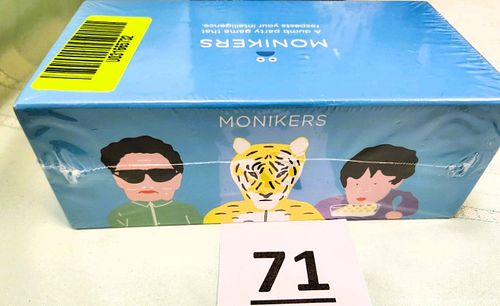 MONIKERS
A dumb party game that
respects your intelligence.
MONIKERS
71